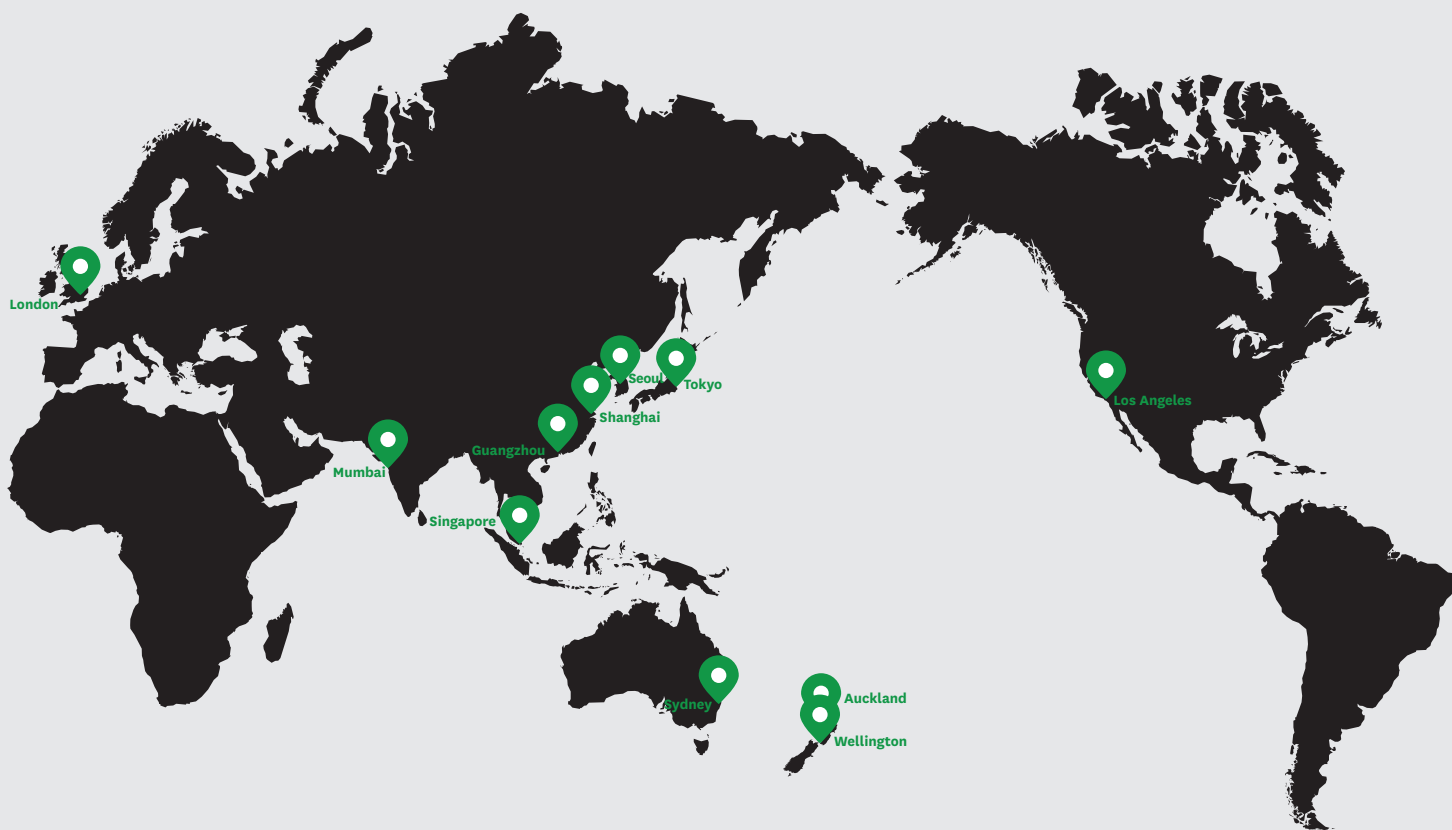 London
Seoul
Tokyo
Los Angeles
Shanghai
Guangzhou
Mumbai
Singapore
Auckland
Sydney
Wellington